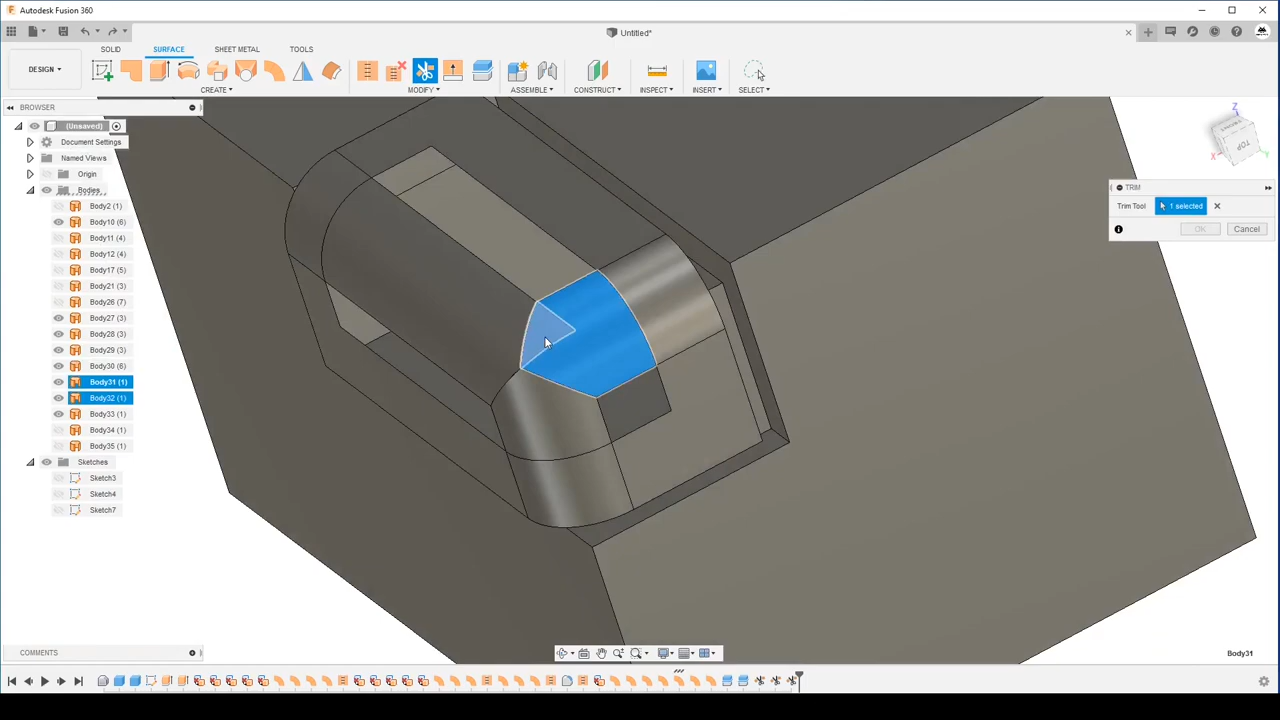 Autodesk Fusion 360
Untitled*
SOLID SURFACE SHEET METAL TOOLS
DESIGN
CREATE MODIFY ASSEMBLE CONSTRUCT INSPECT INSERT SELECT
BROWSER
(Unsaved)
Document Settings
Named Views
Origin
Bodies
Body2 (1)
Body10 (6)
Body11 (4)
Body12 (4)
Body17 (5)
Body21 (3)
Body26 (7)
Body27 (3)
Body28 (3)
Body29 (3)
Body30 (6)
Body31 (1)
Body32 (1)
Body33 (1)
Body34 (1)
Body35 (1)
Sketches
Sketch3
Sketch4
Sketch7
Z
TOP
X
Y
TRIM
Trim Tool 1 selected
OK Cancel
COMMENTS
Body31